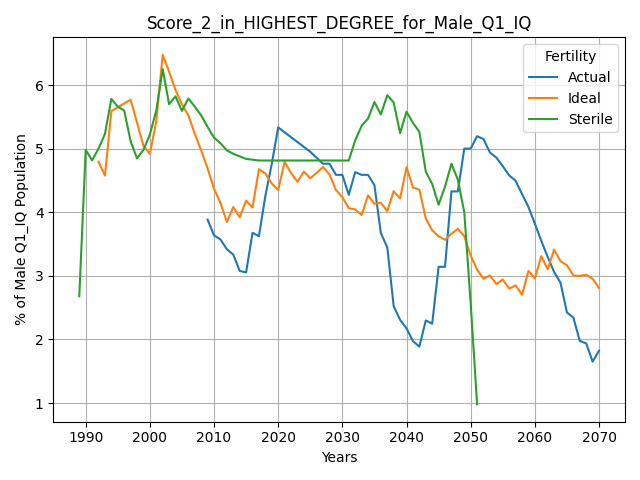 Score_2_in_HIGHEST_DEGREE_for_Male_Q1_IQ
Fertility
Actual
Ideal
Sterile
% of Male Q1_IQ Population
6
5
4
3
2
1
1990 2000 2010 2020 2030 2040 2050 2060 2070
Years